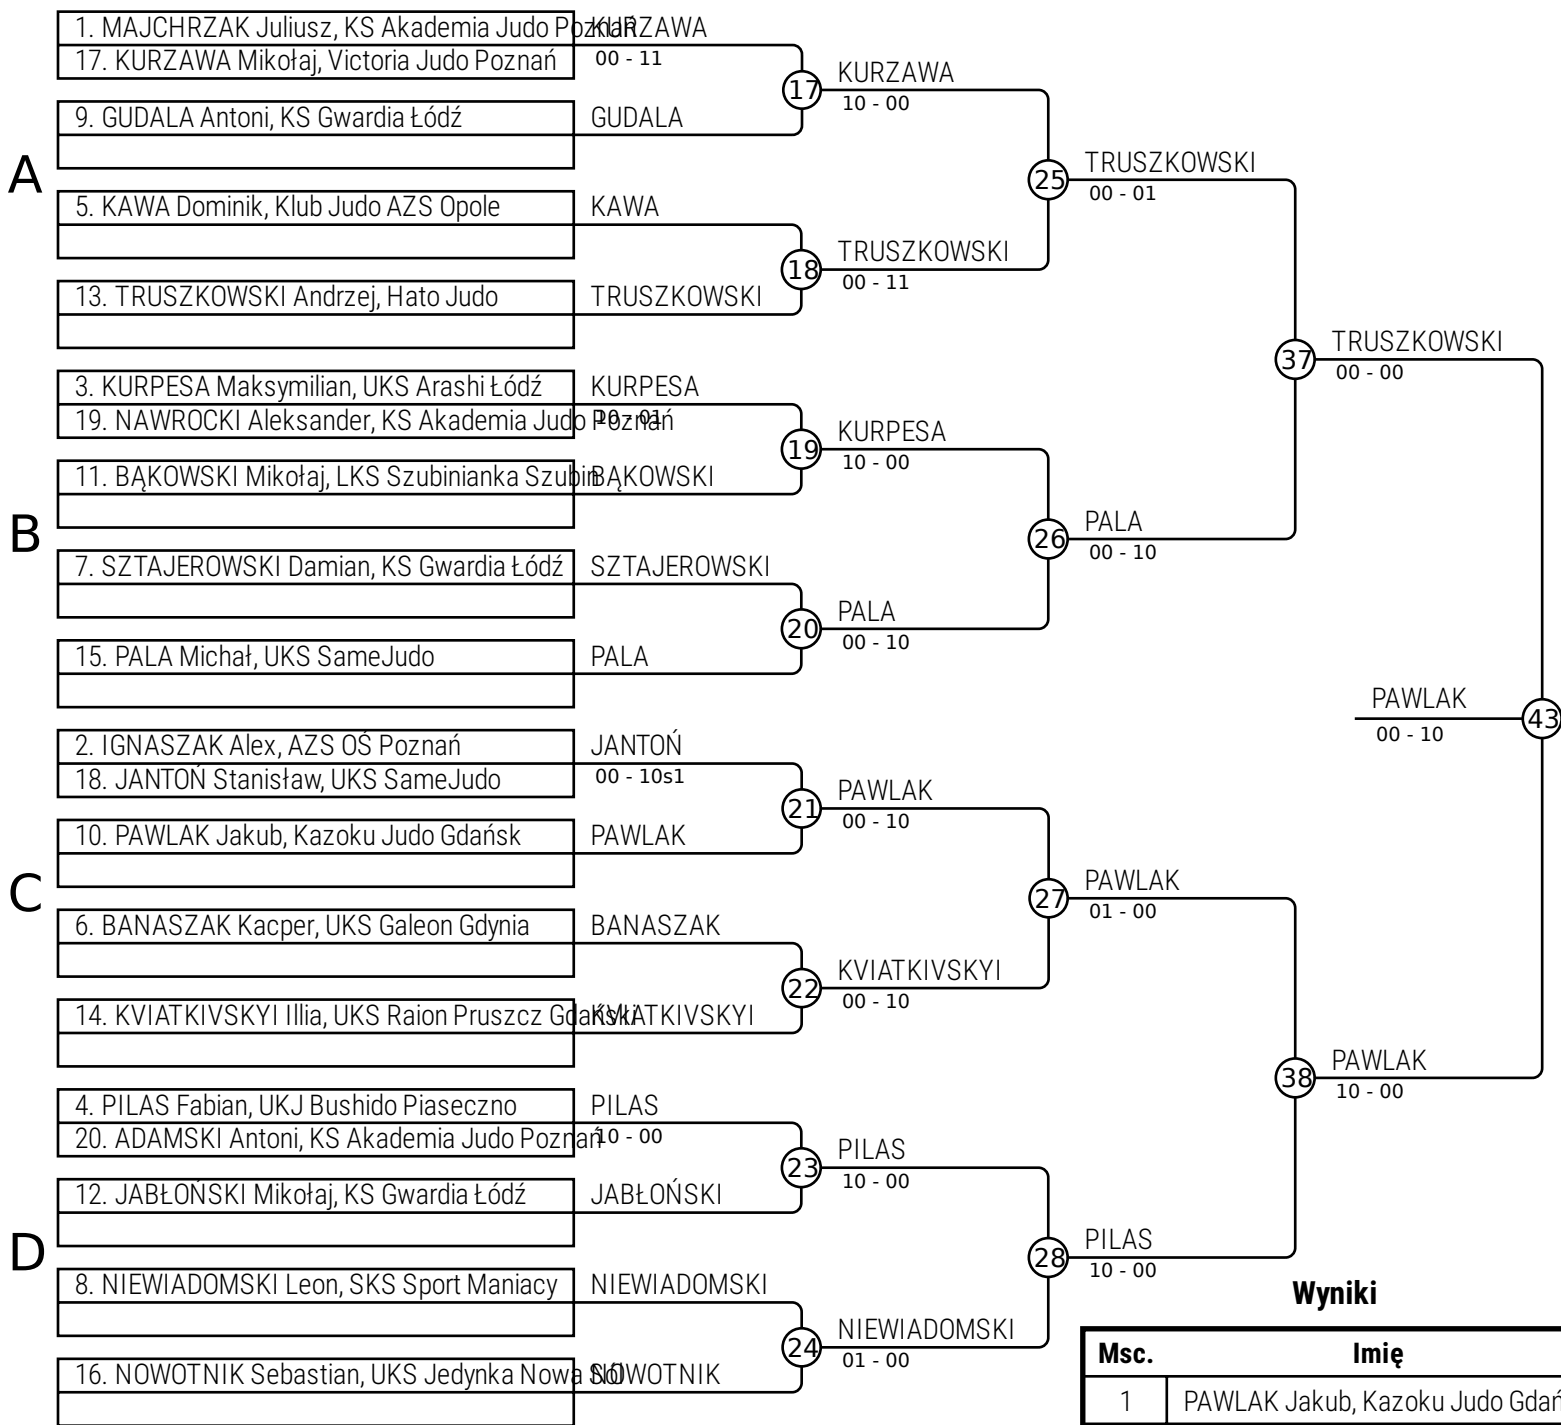 1. MAJCHRZAK Juliusz, KS Akademia Judo Poznań
17. KURZAWA Mikołaj, Victoria Judo Poznań
KURZAWA
00 - 11
9. GUDALA Antoni, KS Gwardia Łódź
GUDALA
17
KURZAWA
10 - 00
A
5. KAWA Dominik, Klub Judo AZS Opole
KAWA
13. TRUSZKOWSKI Andrzej, Hato Judo
TRUSZKOWSKI
18
TRUSZKOWSKI
00 - 11
25
TRUSZKOWSKI
00 - 01
3. KURPESA Maksymilian, UKS Arashi Łódź
19. NAWROCKI Aleksander, KS Akademia Judo Poznań
KURPESA
10 - 01
11. BĄKOWSKI Mikołaj, LKS Szubinianka Szubin
BĄKOWSKI
19
KURPESA
10 - 00
B
7. SZTAJEROWSKI Damian, KS Gwardia Łódź
SZTAJEROWSKI
15. PALA Michał, UKS SameJudo
PALA
20
PALA
00 - 10
26
PALA
00 - 10
37
TRUSZKOWSKI
00 - 00
2. IGNASZAK Alex, AZS OŚ Poznań
18. JANTOŃ Stanisław, UKS SameJudo
JANTOŃ
00 - 10s1
10. PAWLAK Jakub, Kazoku Judo Gdańsk
PAWLAK
21
PAWLAK
00 - 10
C
6. BANASZAK Kacper, UKS Galeon Gdynia
BANASZAK
14. KVIATKIVSKYI Illia, UKS Raion Pruszcz Gdański
KVIATKIVSKYI
22
KVIATKIVSKYI
00 - 10
27
PAWLAK
01 - 00
4. PILAS Fabian, UKJ Bushido Piaseczno
20. ADAMSKI Antoni, KS Akademia Judo Poznań
PILAS
10 - 00
12. JABŁOŃSKI Mikołaj, KS Gwardia Łódź
JABŁOŃSKI
23
PILAS
10 - 00
D
8. NIEWIADOMSKI Leon, SKS Sport Maniacy
NIEWIADOMSKI
16. NOWOTNIK Sebastian, UKS Jedynka Nowa Sól
NOWOTNIK
24
NIEWIADOMSKI
01 - 00
28
PILAS
10 - 00
38
PAWLAK
10 - 00
PAWLAK
00 - 10
43
Wyniki
Msc. Imię
1 PAWLAK Jakub, Kazoku Judo Gdań